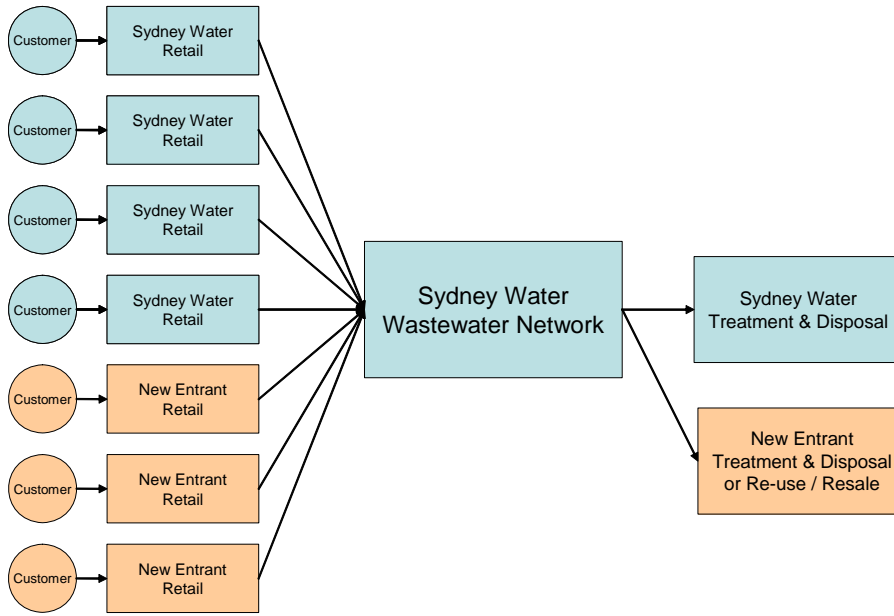 Customer
Sydney Water
Retail
Customer
Sydney Water
Retail
Customer
Sydney Water
Retail
Customer
Sydney Water
Retail
Customer
New Entrant
Retail
Customer
New Entrant
Retail
Customer
New Entrant
Retail
Sydney Water
Wastewater Network
Sydney Water
Treatment & Disposal
New Entrant
Treatment & Disposal
or Re-use / Resale